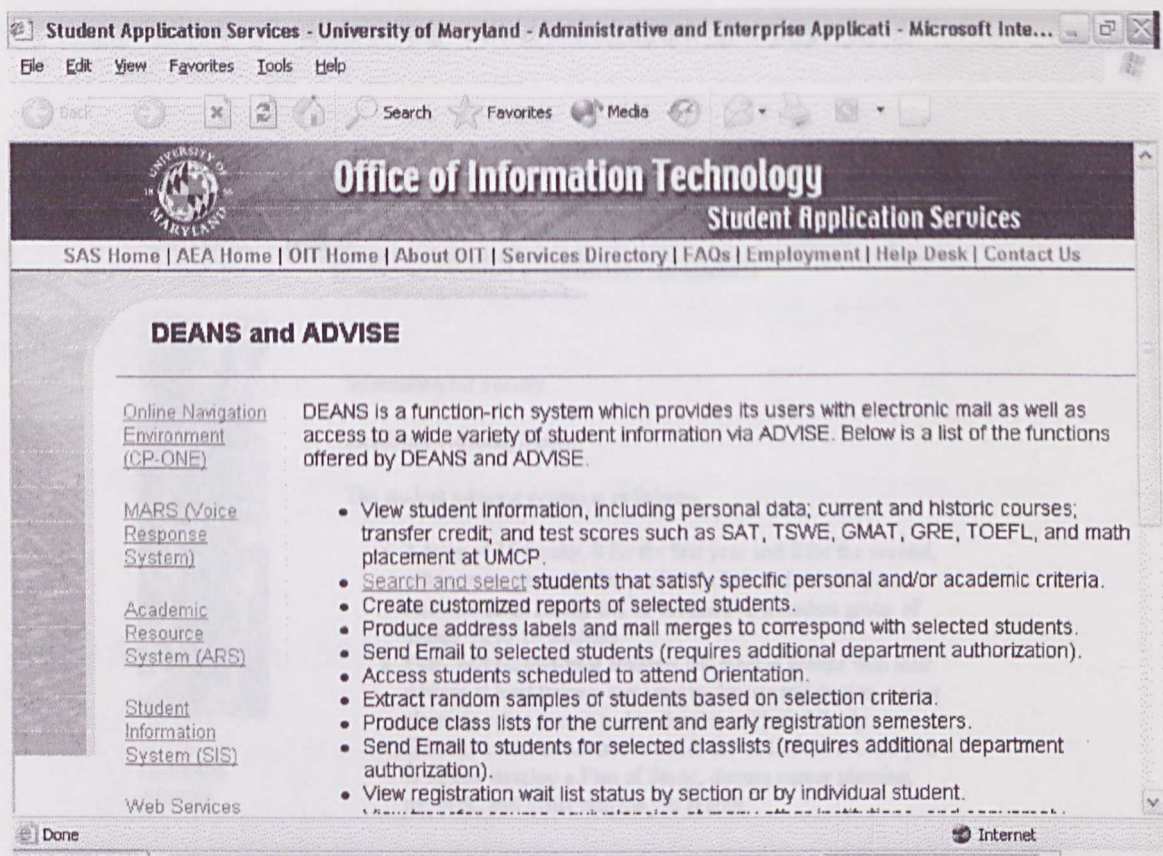 Student Application Services - University of Maryland - Administrative and Enterprise Applicati - Microsoft Inte...
File Edit View Favorites Tools Help
Back Search Favorites Media
UNIVERSITY OF MARYLAND
18 56
Office of Information Technology
Student Application Services
SAS Home | AEA Home | OIT Home | About OIT | Services Directory | FAQs | Employment | Help Desk | Contact Us
DEANS and ADVISE
Online Navigation
Environment
(CP-ONE)
MARS (Voice
Response
System)
Academic
Resource
System (ARS)
Student
Information
System (SIS)
Web Services
DEANS is a function-rich system which provides its users with electronic mail as well as
access to a wide variety of student information via ADVISE. Below is a list of the functions
offered by DEANS and ADVISE.
• View student information, including personal data; current and historic courses;
transfer credit; and test scores such as SAT, TSWE, GMAT, GRE, TOEFL, and math
placement at UMCP.
• Search and select students that satisfy specific personal and/or academic criteria.
• Create customized reports of selected students.
• Produce address labels and mail merges to correspond with selected students.
• Send Email to selected students (requires additional department authorization).
• Access students scheduled to attend Orientation.
• Extract random samples of students based on selection criteria.
• Produce class lists for the current and early registration semesters.
• Send Email to students for selected classlists (requires additional department
authorization).
• View registration wait list status by section or by individual student.
Done Internet